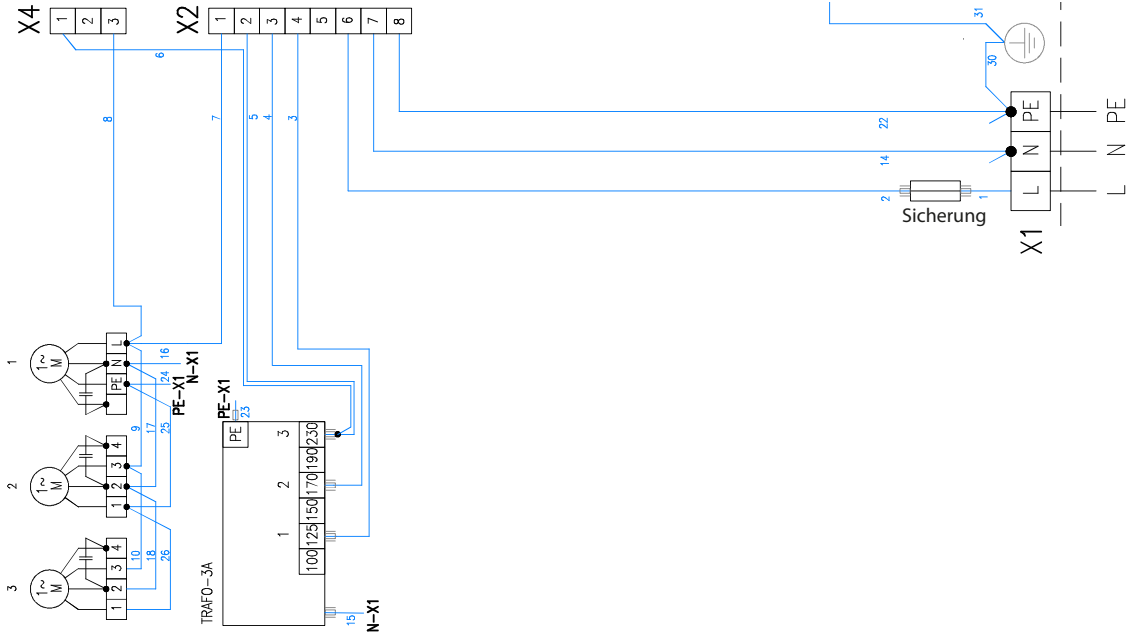 X4
1
2
3
X2
1
2
3
4
5
6
7
8
31
30
6
8
7
5
4
3
22
14
2
1
Sicherung
PE
N
L
X1
PE
N
L
1
1~
M
L
N
PE
16
24
N-X1
PE-X1
9
17
25
2
1~
M
4
3
2
1
10
18
26
3
1~
M
4
3
2
1
PE-X1
23
PE
3
2
1
230
190
170
150
125
100
TRAFO-3A
15
N-X1